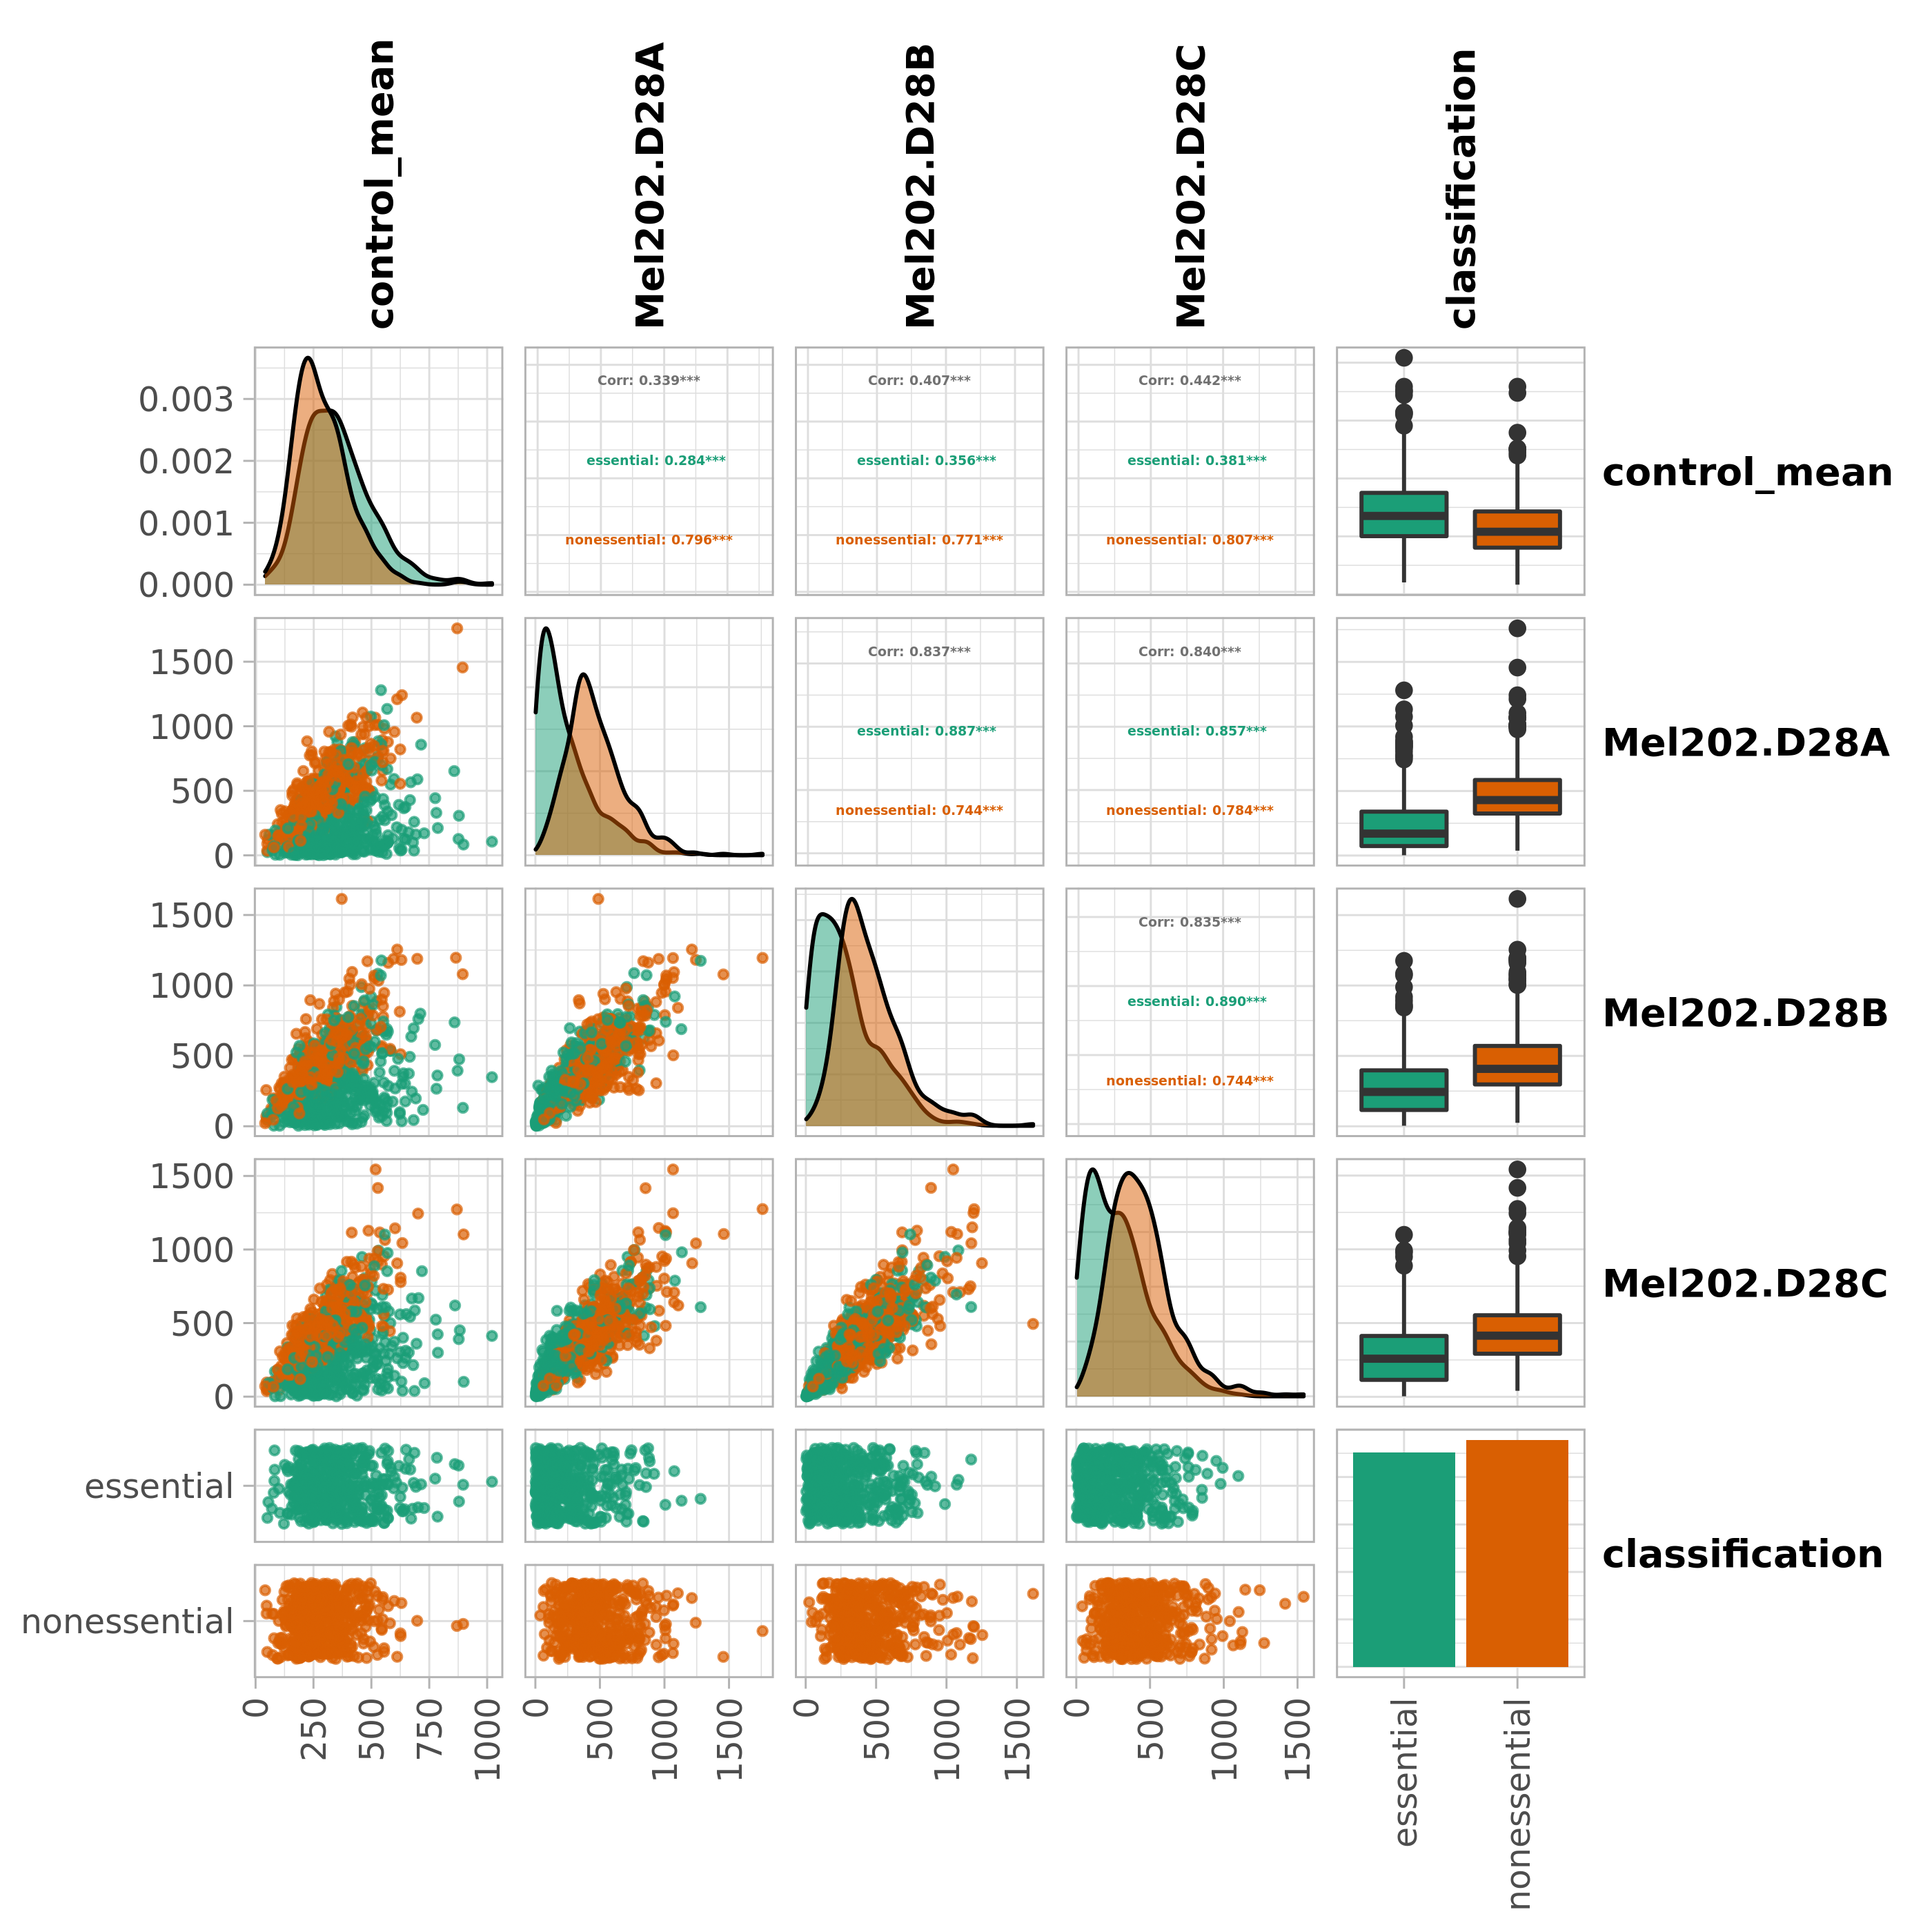 control_mean
Mel202.D28A
Mel202.D28B
Mel202.D28C
classification
0.003
0.002
0.001
0.000
Corr: 0.339***
essential: 0.284***
nonessential: 0.796***
Corr: 0.407***
essential: 0.356***
nonessential: 0.771***
Corr: 0.442***
essential: 0.381***
nonessential: 0.807***
control_mean
1500
1000
500
0
Corr: 0.837***
essential: 0.887***
nonessential: 0.744***
Corr: 0.840***
essential: 0.857***
nonessential: 0.784***
Mel202.D28A
1500
1000
500
0
Corr: 0.835***
essential: 0.890***
nonessential: 0.744***
Mel202.D28B
1500
1000
500
0
Mel202.D28C
essential
nonessential
classification
0
250
500
750
1000
0
500
1000
1500
0
500
1000
1500
0
500
1000
1500
essential
nonessential